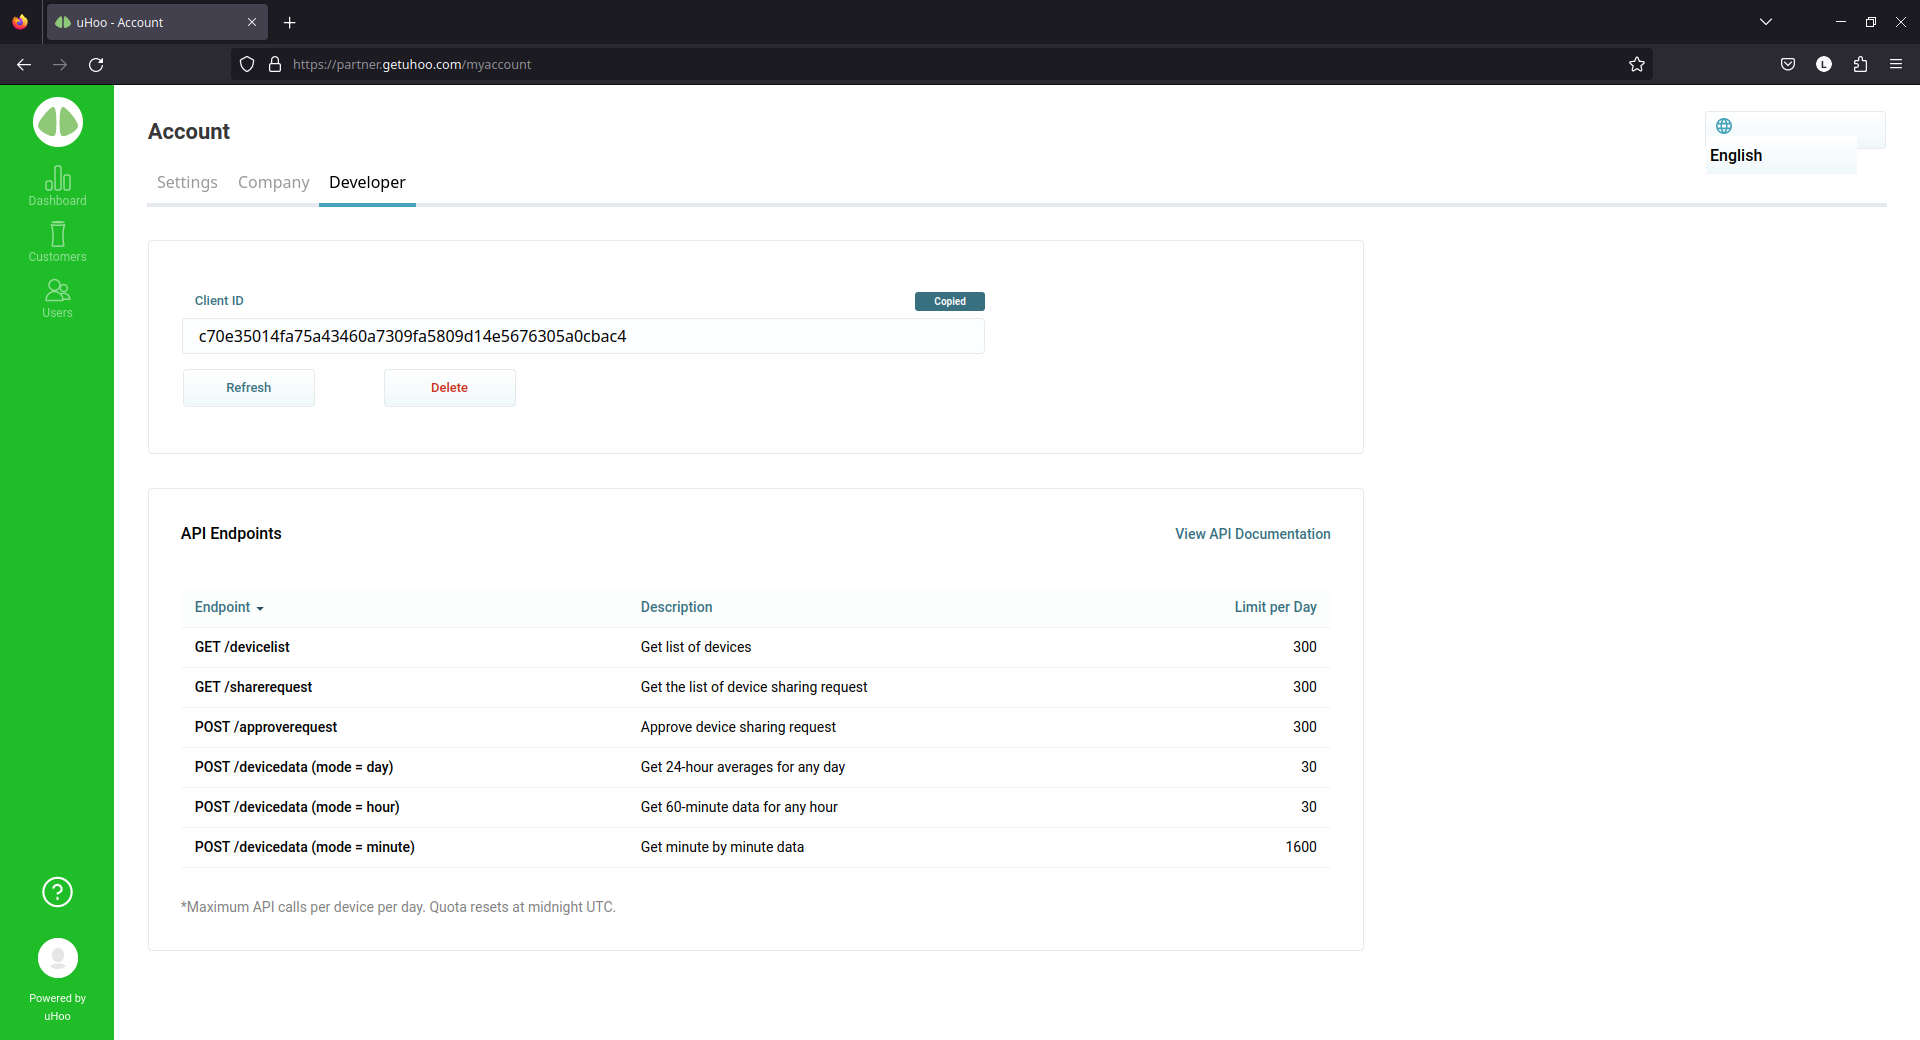 uHoo - Account
https://partner.getuhoo.com/myaccount
L
Account
English
Settings Company Developer
Dashboard
Customers
Users
Client ID
Copied
c70e35014fa75a43460a7309fa5809d14e5676305a0cbac4
Refresh Delete
API Endpoints
View API Documentation
Endpoint Description Limit per Day
GET /devicelist Get list of devices 300
GET /sharerequest Get the list of device sharing request 300
POST /approverequest Approve device sharing request 300
POST /devicedata (mode = day) Get 24-hour averages for any day 30
POST /devicedata (mode = hour) Get 60-minute data for any hour 30
POST /devicedata (mode = minute) Get minute by minute data 1600
*Maximum API calls per device per day. Quota resets at midnight UTC.
?
Powered by
uHoo